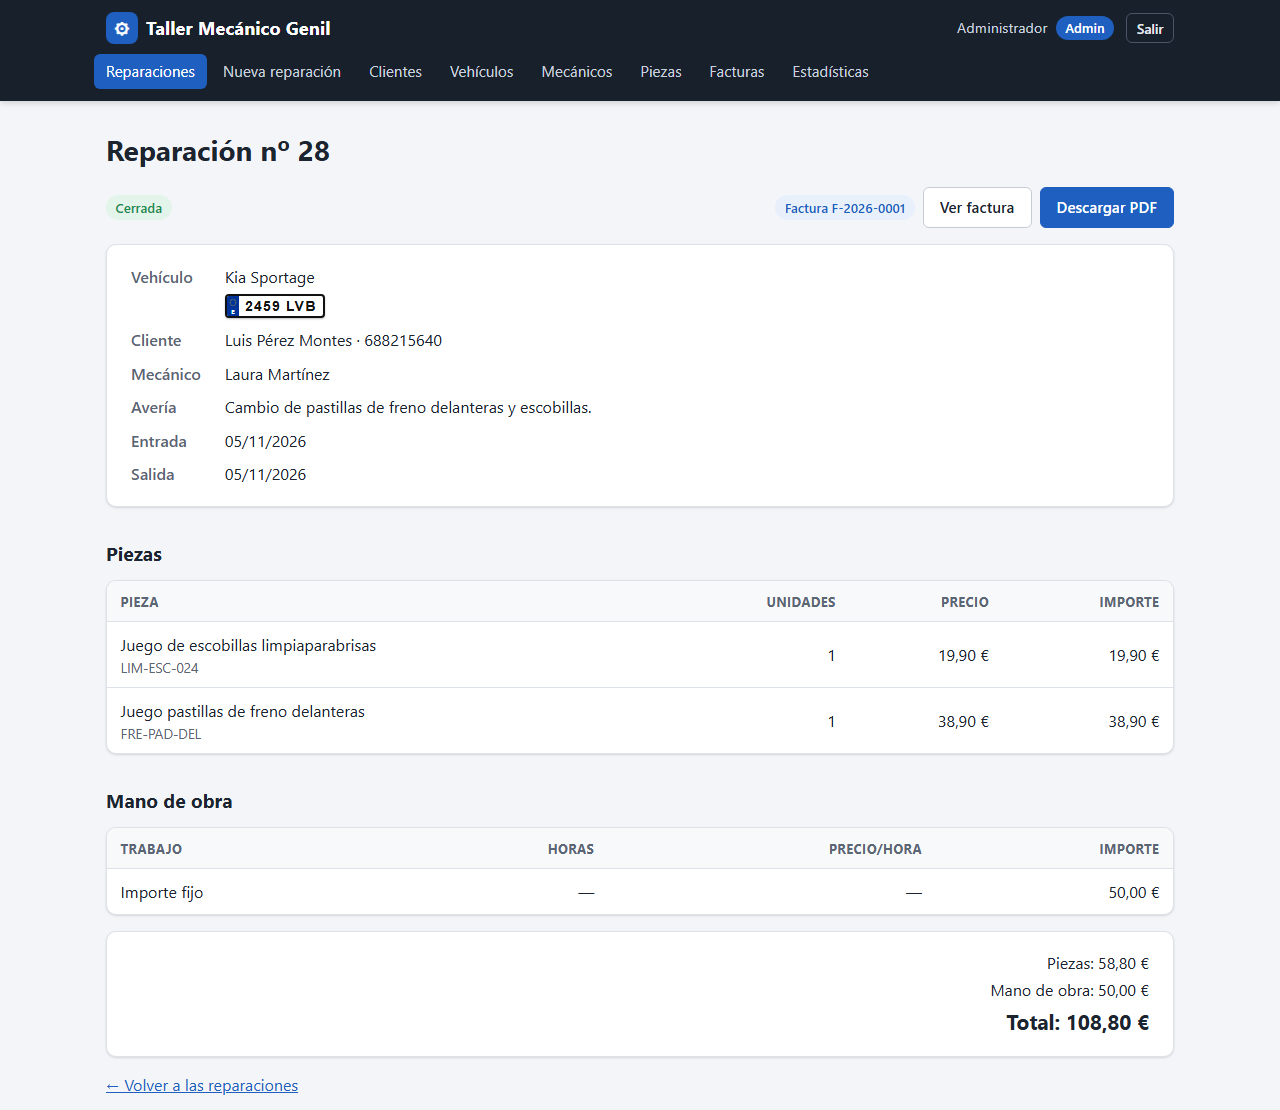 Taller Mecánico Genil
Administrador Admin Salir
Reparaciones Nueva reparación Clientes Vehículos Mecánicos Piezas Facturas Estadísticas
Reparación nº 28
Cerrada Factura F-2026-0001 Ver factura Descargar PDF
Vehículo Kia Sportage
E 2459 LVB
Cliente Luis Pérez Montes · 688215640
Mecánico Laura Martínez
Avería Cambio de pastillas de freno delanteras y escobillas.
Entrada 05/11/2026
Salida 05/11/2026
Piezas
PIEZA UNIDADES PRECIO IMPORTE
Juego de escobillas limpiaparabrisas 1 19,90 € 19,90 €
LIM-ESC-024
Juego pastillas de freno delanteras 1 38,90 € 38,90 €
FRE-PAD-DEL
Mano de obra
TRABAJO HORAS PRECIO/HORA IMPORTE
Importe fijo — — 50,00 €
Piezas: 58,80 €
Mano de obra: 50,00 €
Total: 108,80 €
← Volver a las reparaciones